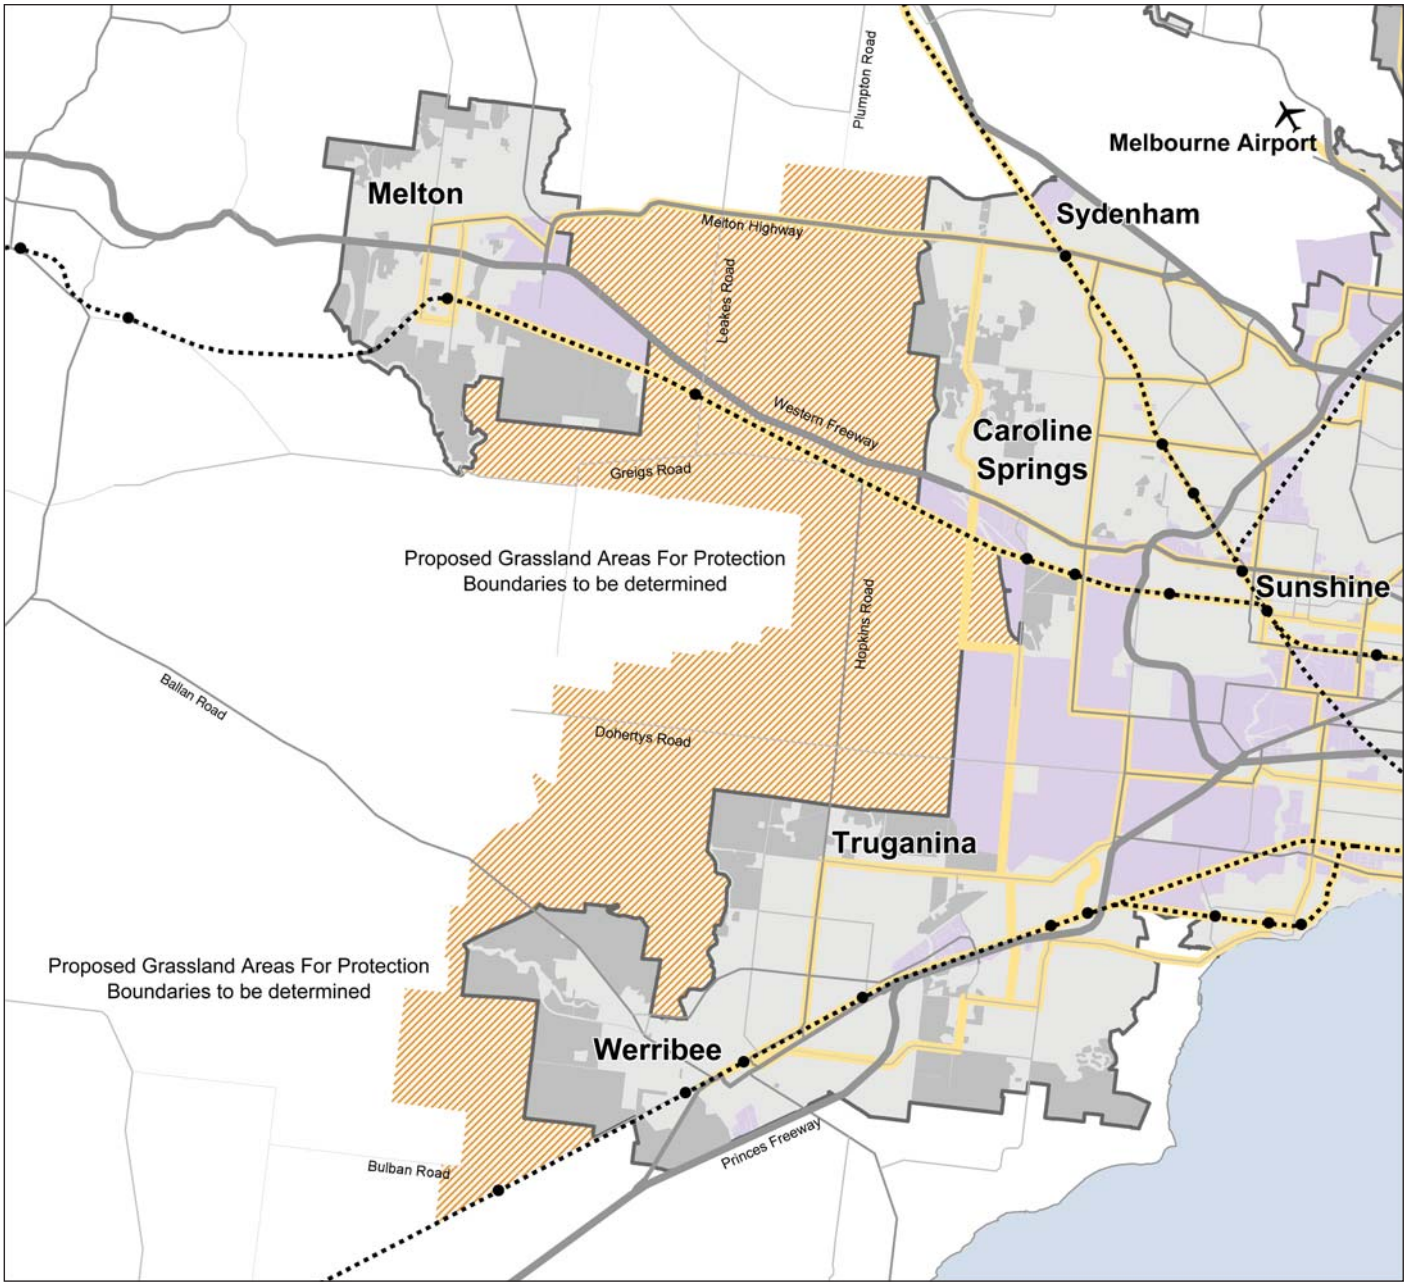 Plumpton Road
Melbourne Airport
Melton
Sydenham
Melton Highway
Leakes Road
Western Freeway
Caroline
Springs
Greigs Road
Proposed Grassland Areas For Protection
Boundaries to be determined
Hopkins Road
Sunshine
Ballan Road
Dohertys Road
Truganina
Proposed Grassland Areas For Protection
Boundaries to be determined
Werribee
Princes Freeway
Bulban Road